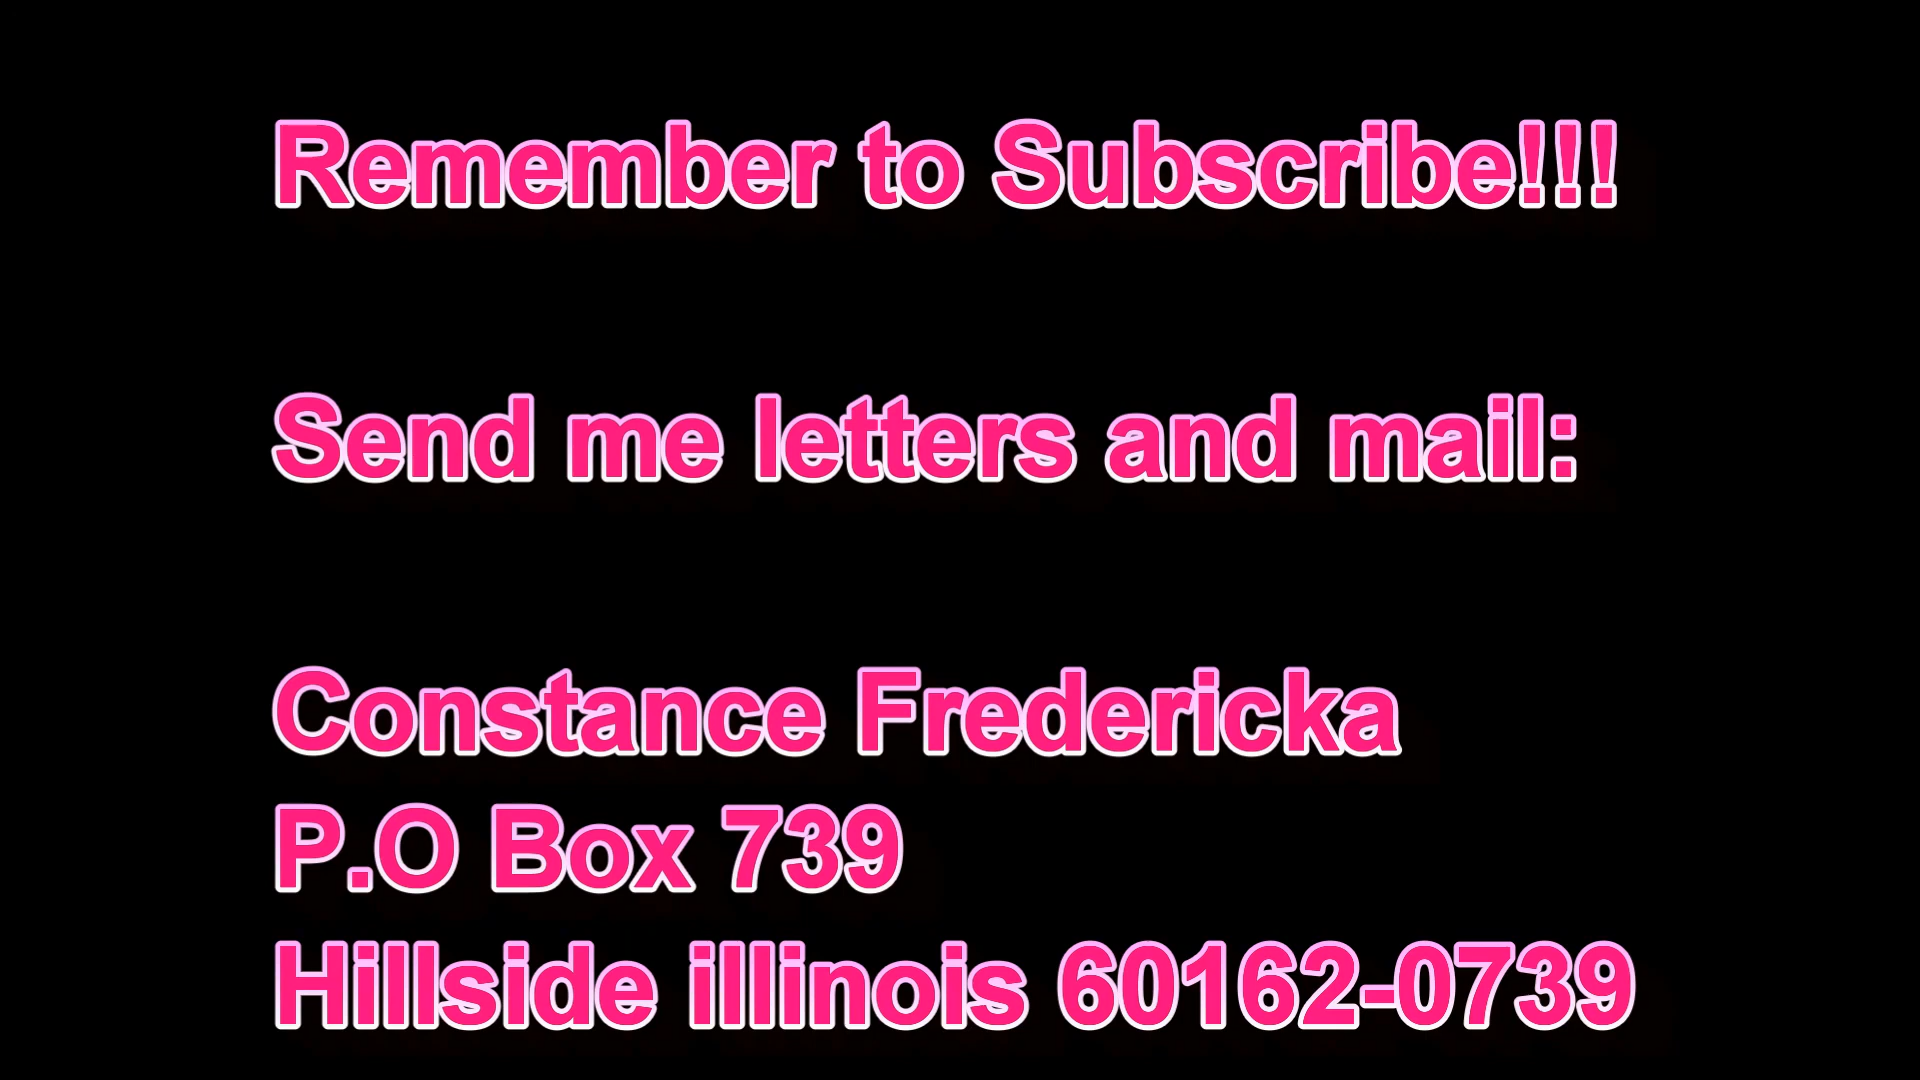 Remember to Subscribe!!!
Send me letters and mail:
Constance Fredericka
P.O Box 739
Hillside illinois 60162-0739